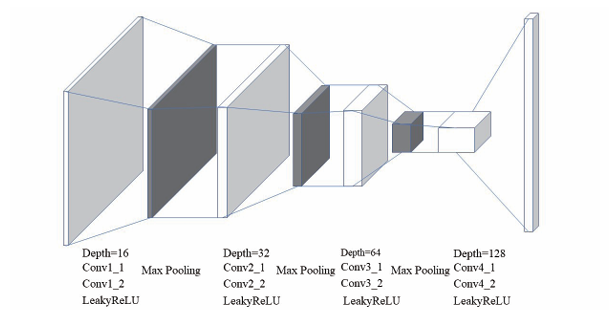 Depth=16
Conv1_1
Conv1_2
LeakyReLU
Max Pooling
Depth=32
Conv2_1
Conv2_2
LeakyReLU
Max Pooling
Depth=64
Conv3_1
Conv3_2
LeakyReLU
Max Pooling
Depth=128
Conv4_1
Conv4_2
LeakyReLU